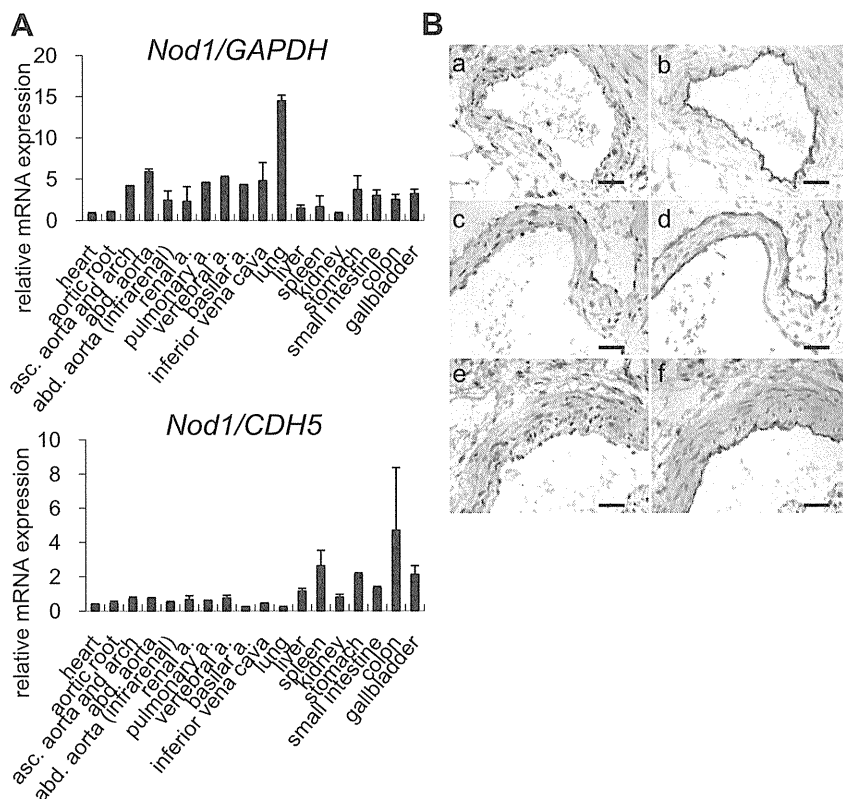 A
Nod1/GAPDH
relative mRNA expression
20
15
10
5
0
heart
aortic root
asc. aorta and arch
abd. aorta
abd. aorta (infrarenal)
renal a.
pulmonary a.
vertebral a.
basilar a.
inferior vena cava
lung
liver
spleen
kidney
stomach
small intestine
colon
gallbladder
Nod1/CDH5
relative mRNA expression
10
8
6
4
2
0
heart
aortic root
asc. aorta and arch
abd. aorta
abd. aorta (infrarenal)
renal a.
pulmonary a.
vertebral a.
basilar a.
inferior vena cava
lung
liver
spleen
kidney
stomach
small intestine
colon
gallbladder
B
a
b
c
d
e
f